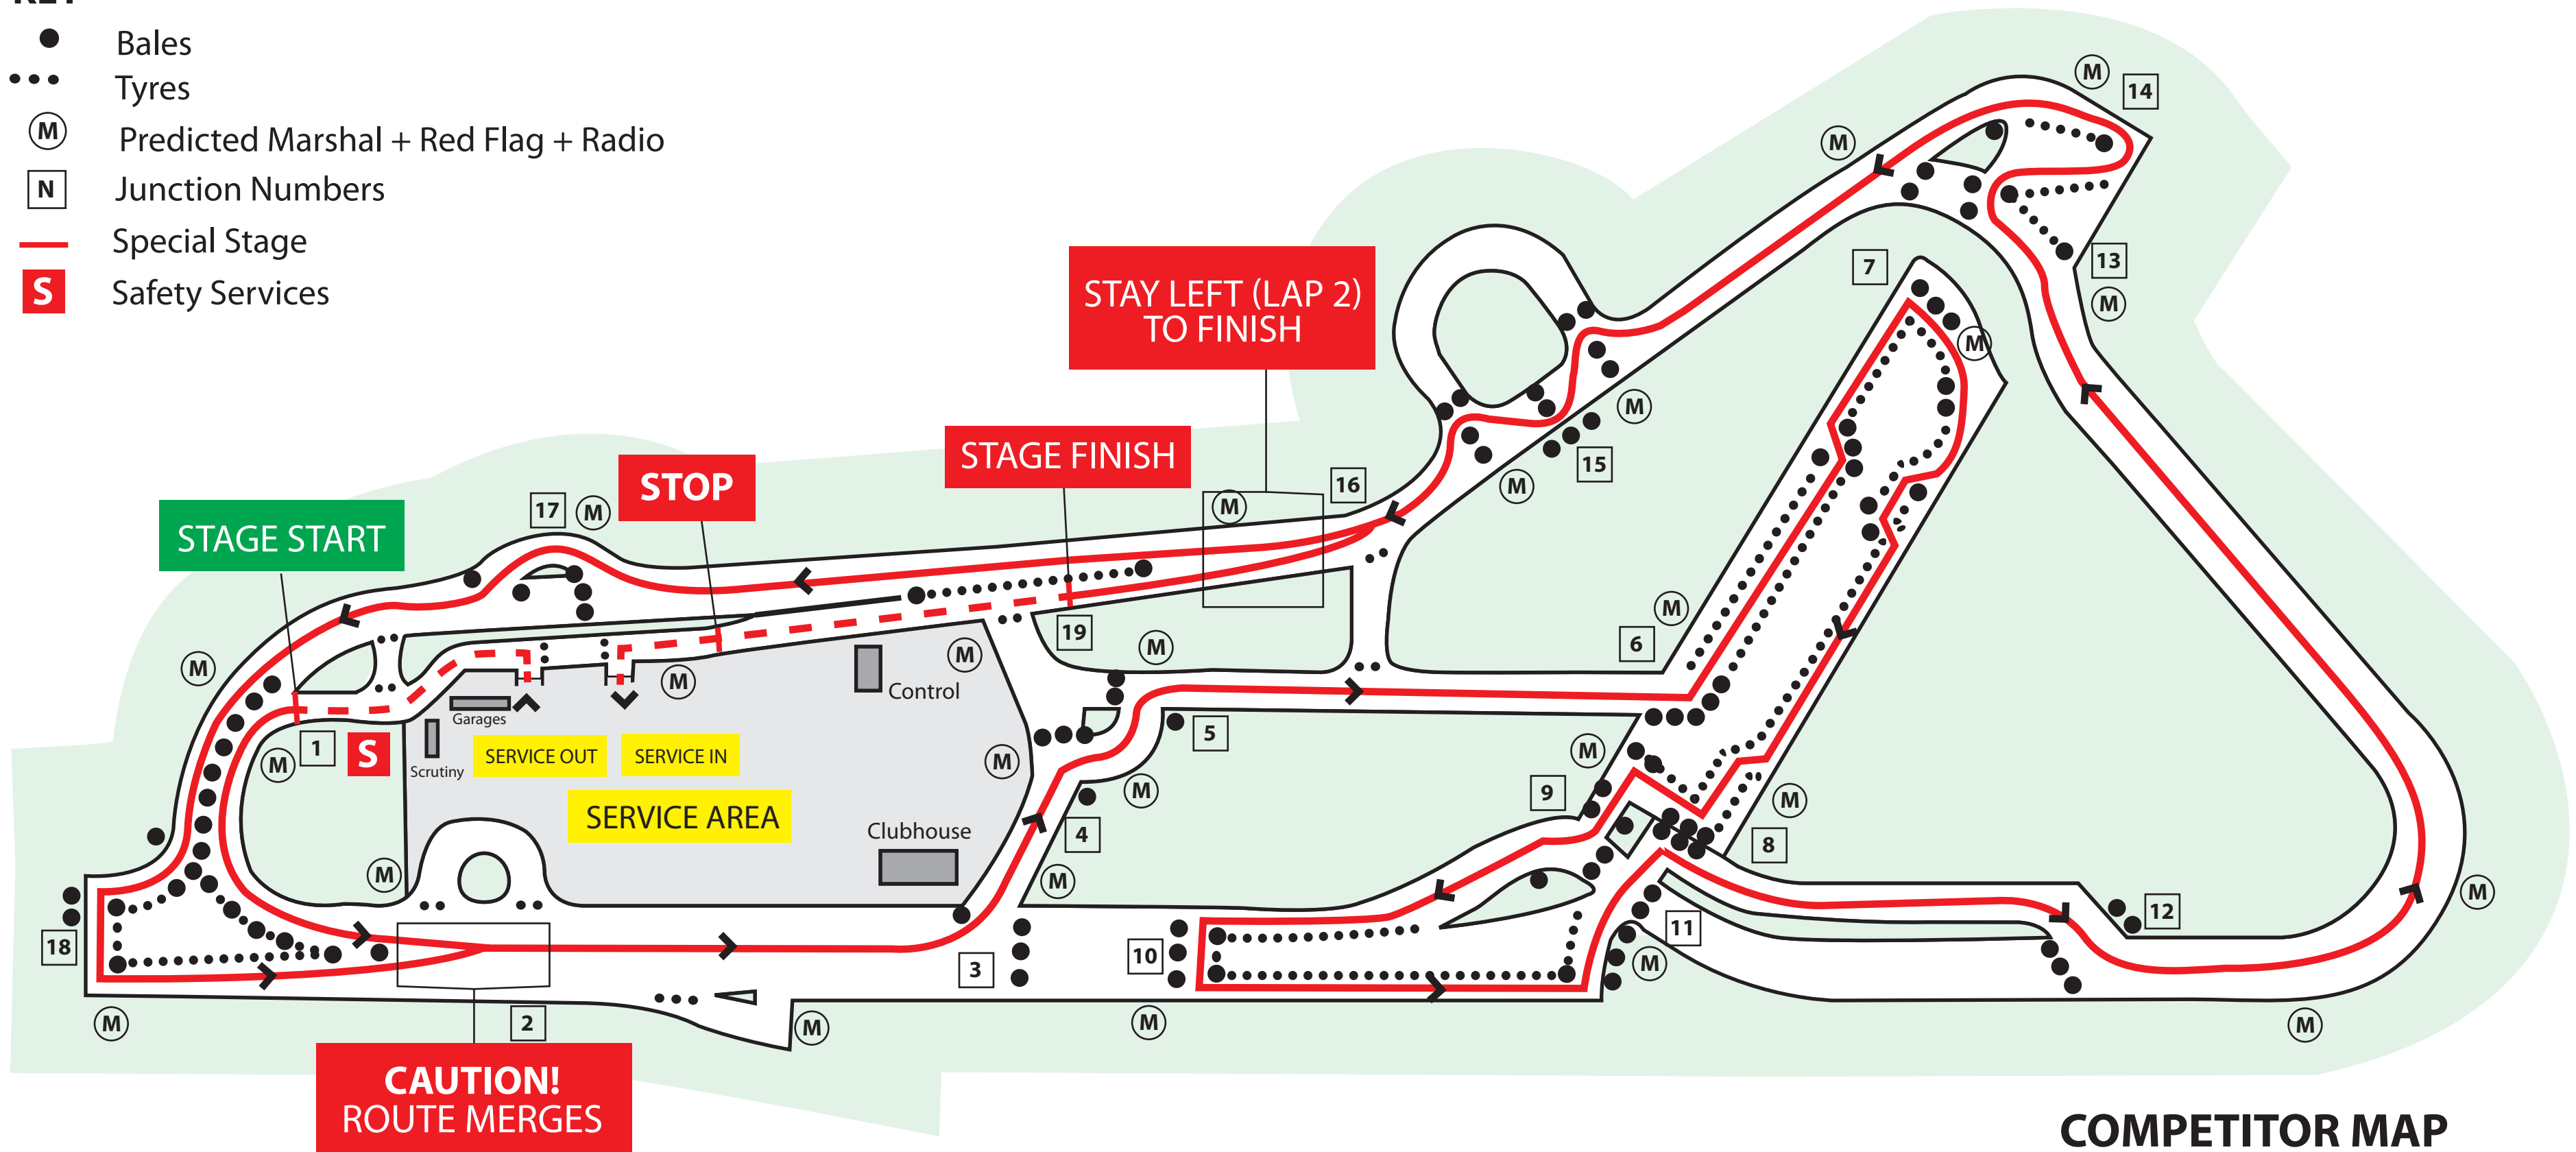 KEY
Bales
Tyres
M Predicted Marshal + Red Flag + Radio
N Junction Numbers
Special Stage
S Safety Services
M
14
M
13
M
7
M
STAY LEFT (LAP 2)
TO FINISH
M
15
M
16
M
STAGE FINISH
STOP
17
M
STAGE START
M
6
M
19
M
M
M
Control
Garages
1
S
M
Scrutiny
SERVICE OUT
SERVICE IN
SERVICE AREA
Clubhouse
M
5
M
4
M
M
M
9
8
M
12
M
18
3
10
11
M
M
2
M
M
M
CAUTION!
ROUTE MERGES
COMPETITOR MAP